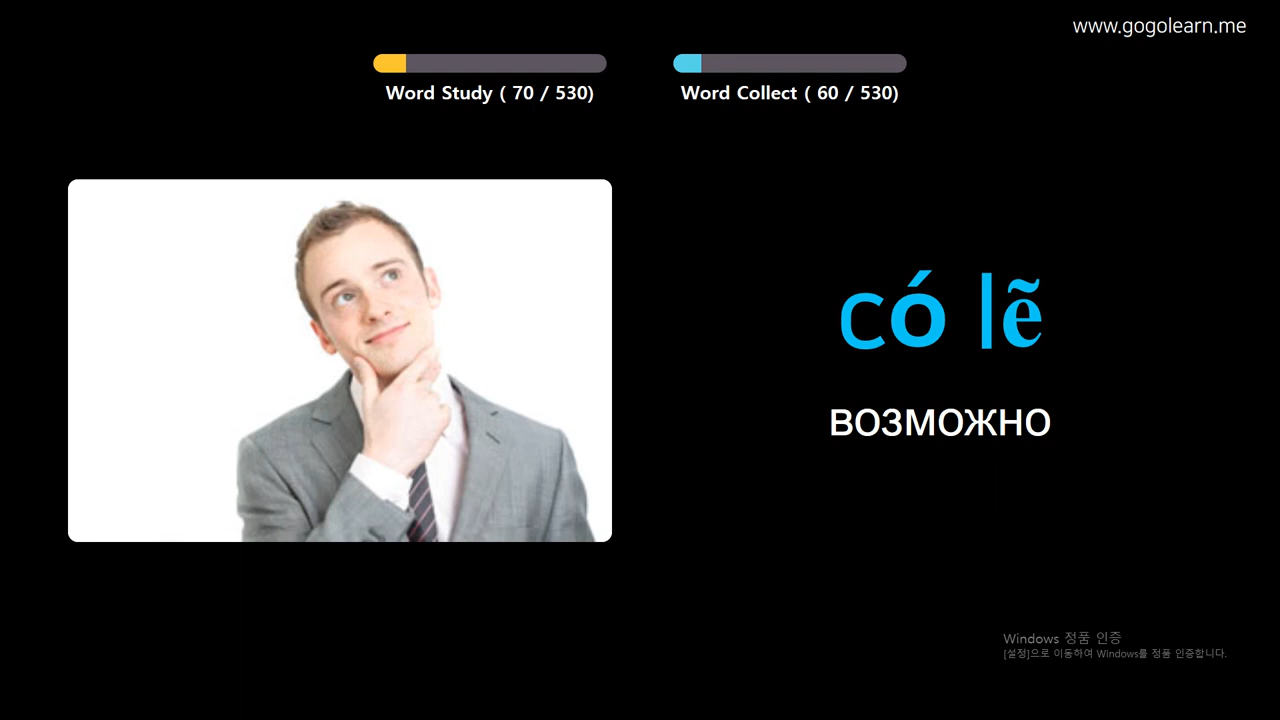 www.gogolearn.me
Word Study ( 70 / 530)
Word Collect ( 60 / 530)
có lẽ
возможно
Windows 정품 인증
[설정]으로 이동하여 Windows를 정품 인증합니다.